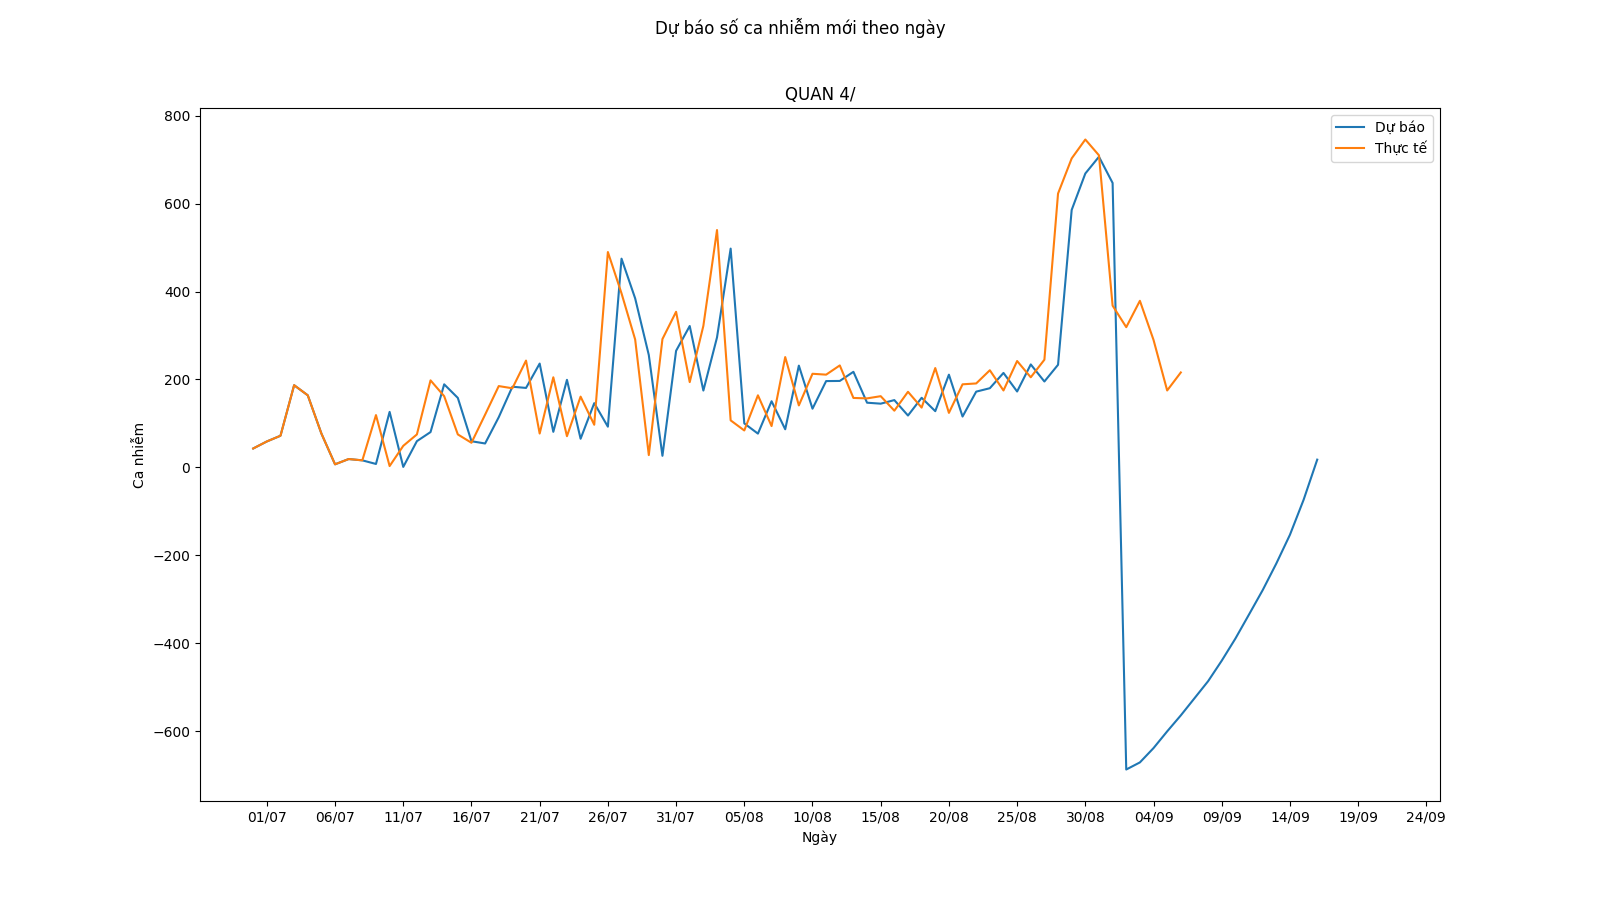 Dự báo số ca nhiễm mới theo ngày
QUAN 4/
Dự báo
Thực tế
800
600
400
200
0
−200
−400
−600
Ca nhiễm
01/07 06/07 11/07 16/07 21/07 26/07 31/07 05/08 10/08 15/08 20/08 25/08 30/08 04/09 09/09 14/09 19/09 24/09
Ngày